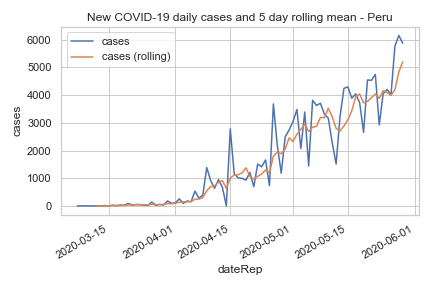 New COVID-19 daily cases and 5 day rolling mean - Peru
cases
cases (rolling)
6000
5000
4000
3000
2000
1000
0
cases
2020-03-15
2020-04-01
2020-04-15
2020-05-01
2020-05-15
2020-06-01
dateRep